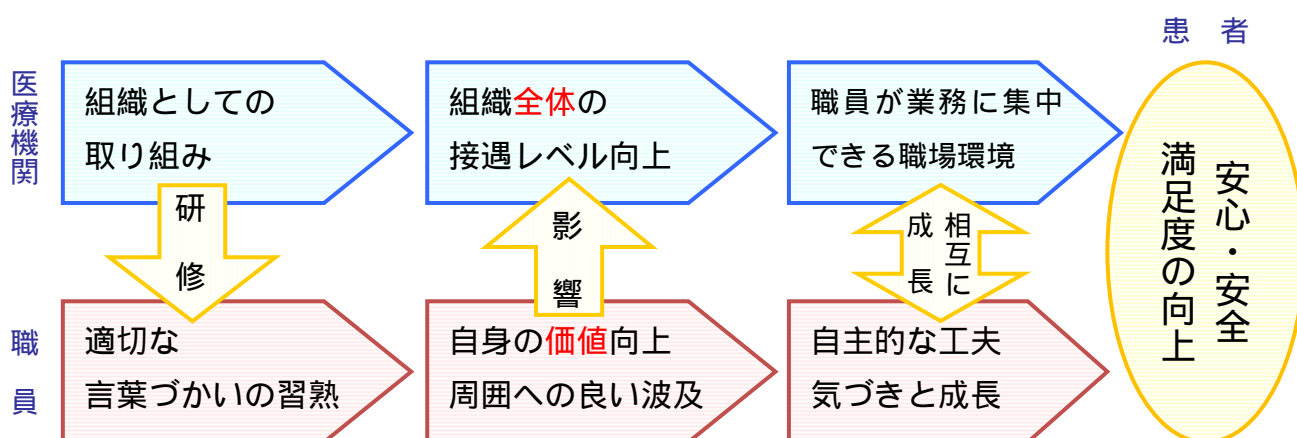 患者
医療機関
組織としての
取り組み
組織全体の
接遇レベル向上
職員が業務に集中
できる職場環境
研修
影響
相互に
成長
安心・安全
満足度の向上
職員
適切な
言葉づかいの習熟
自身の価値向上
周囲への良い波及
自主的な工夫
気づきと成長